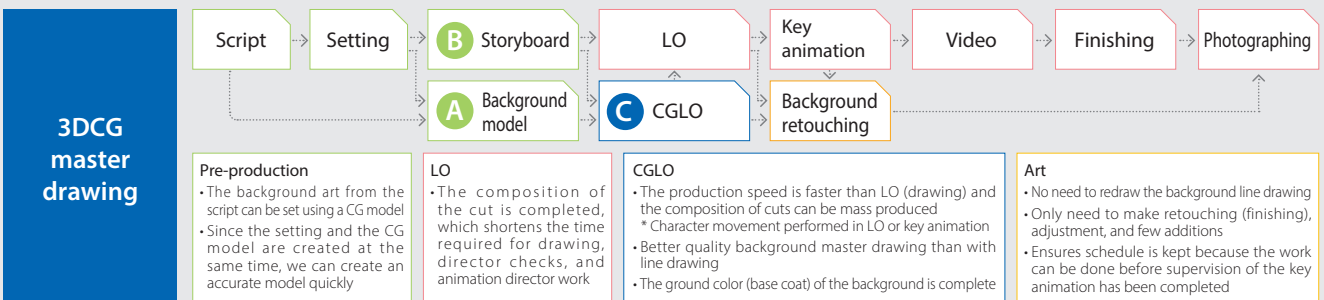 3DCG
master
drawing
Script
Setting
B Storyboard
LO
Key
animation
Video
Finishing
Photographing
A Background
model
C CGLO
Background
retouching
Pre-production
• The background art from the
script can be set using a CG model
• Since the setting and the CG
model are created at the
same time, we can create an
accurate model quickly
LO
• The composition of
the cut is completed,
which shortens the time
required for drawing,
director checks, and
animation director work
CGLO
• The production speed is faster than LO (drawing) and
the composition of cuts can be mass produced
* Character movement performed in LO or key animation
• Better quality background master drawing than with
line drawing
• The ground color (base coat) of the background is complete
Art
• No need to redraw the background line drawing
• Only need to make retouching (finishing),
adjustment, and few additions
• Ensures schedule is kept because the work
can be done before supervision of the key
animation has been completed